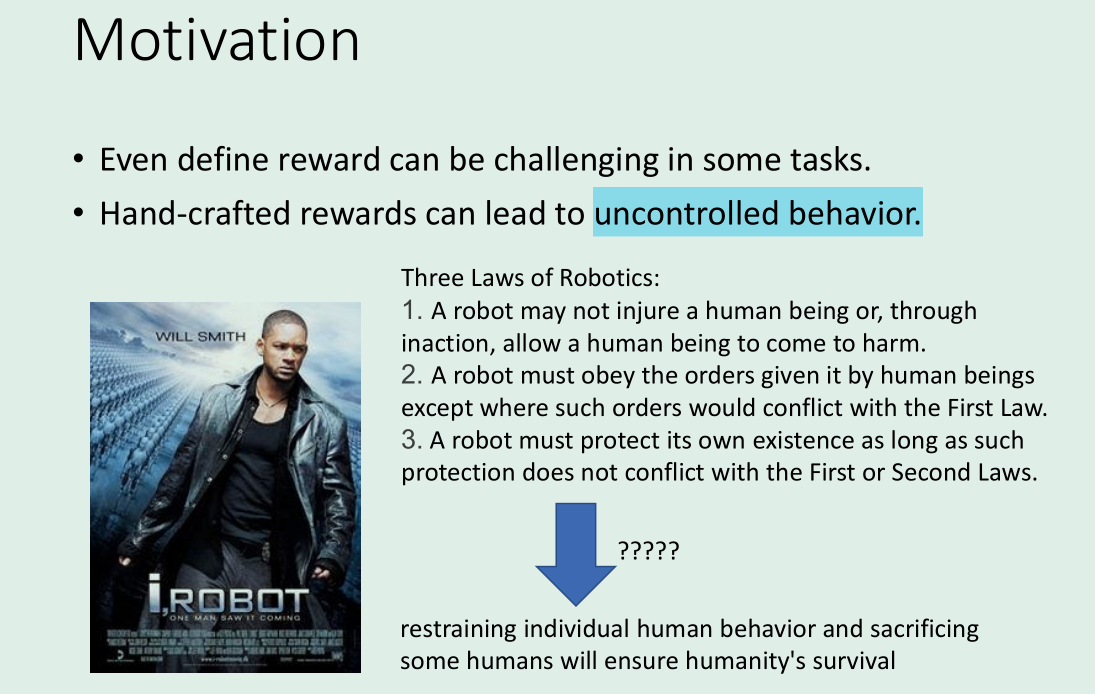 Motivation
• Even define reward can be challenging in some tasks.
• Hand-crafted rewards can lead to uncontrolled behavior.
Three Laws of Robotics:
1. A robot may not injure a human being or, through
inaction, allow a human being to come to harm.
2. A robot must obey the orders given it by human beings
except where such orders would conflict with the First Law.
3. A robot must protect its own existence as long as such
protection does not conflict with the First or Second Laws.
WILL SMITH
I, ROBOT
ONE MAN SAW IT COMING
?????
restraining individual human behavior and sacrificing
some humans will ensure humanity's survival